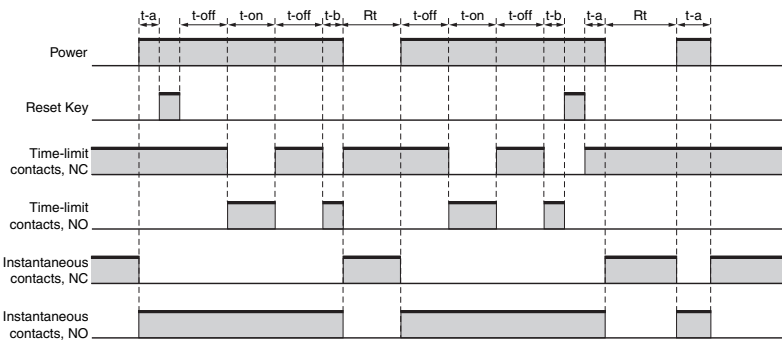 t-a t-off t-on t-off t-b Rt t-off t-on t-off t-b t-a Rt t-a
Power
Reset Key
Time-limit
contacts, NC
Time-limit
contacts, NO
Instantaneous
contacts, NC
Instantaneous
contacts, NO